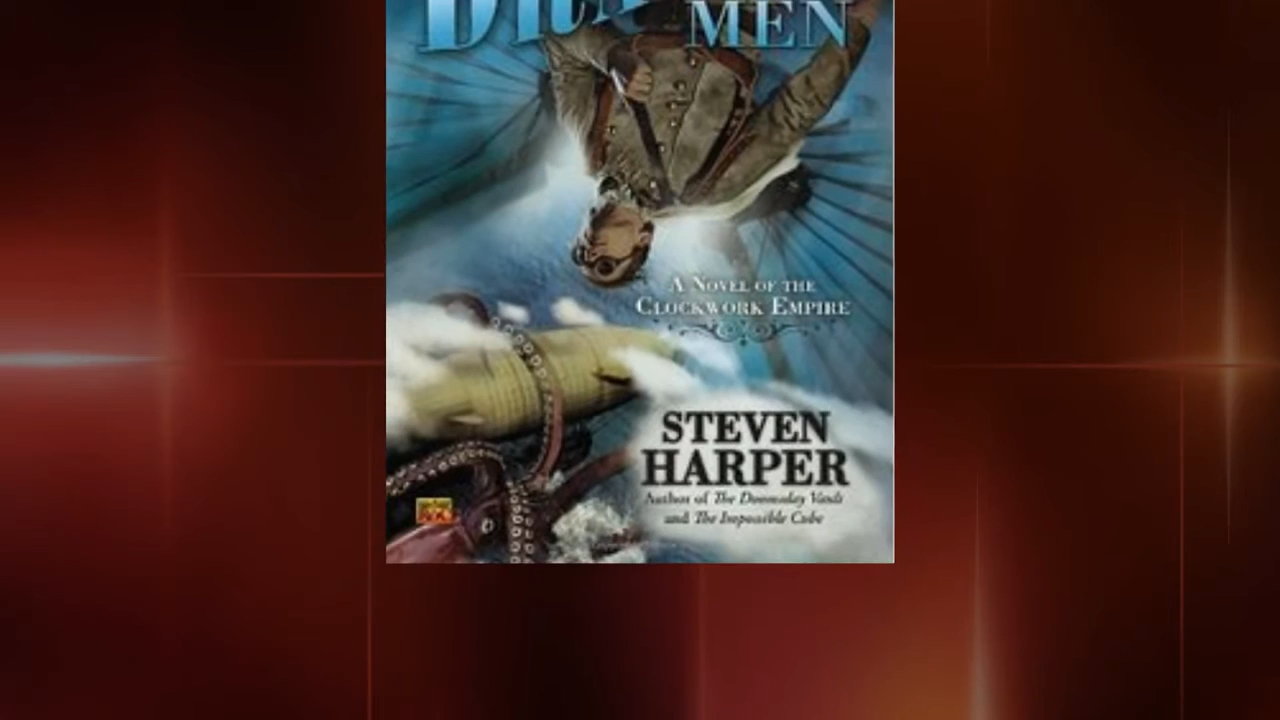 MEN
A NOVEL OF THE
CLOCKWORK EMPIRE
STEVEN
HARPER
Author of The Doomsday Vault
and The Impossible Cube